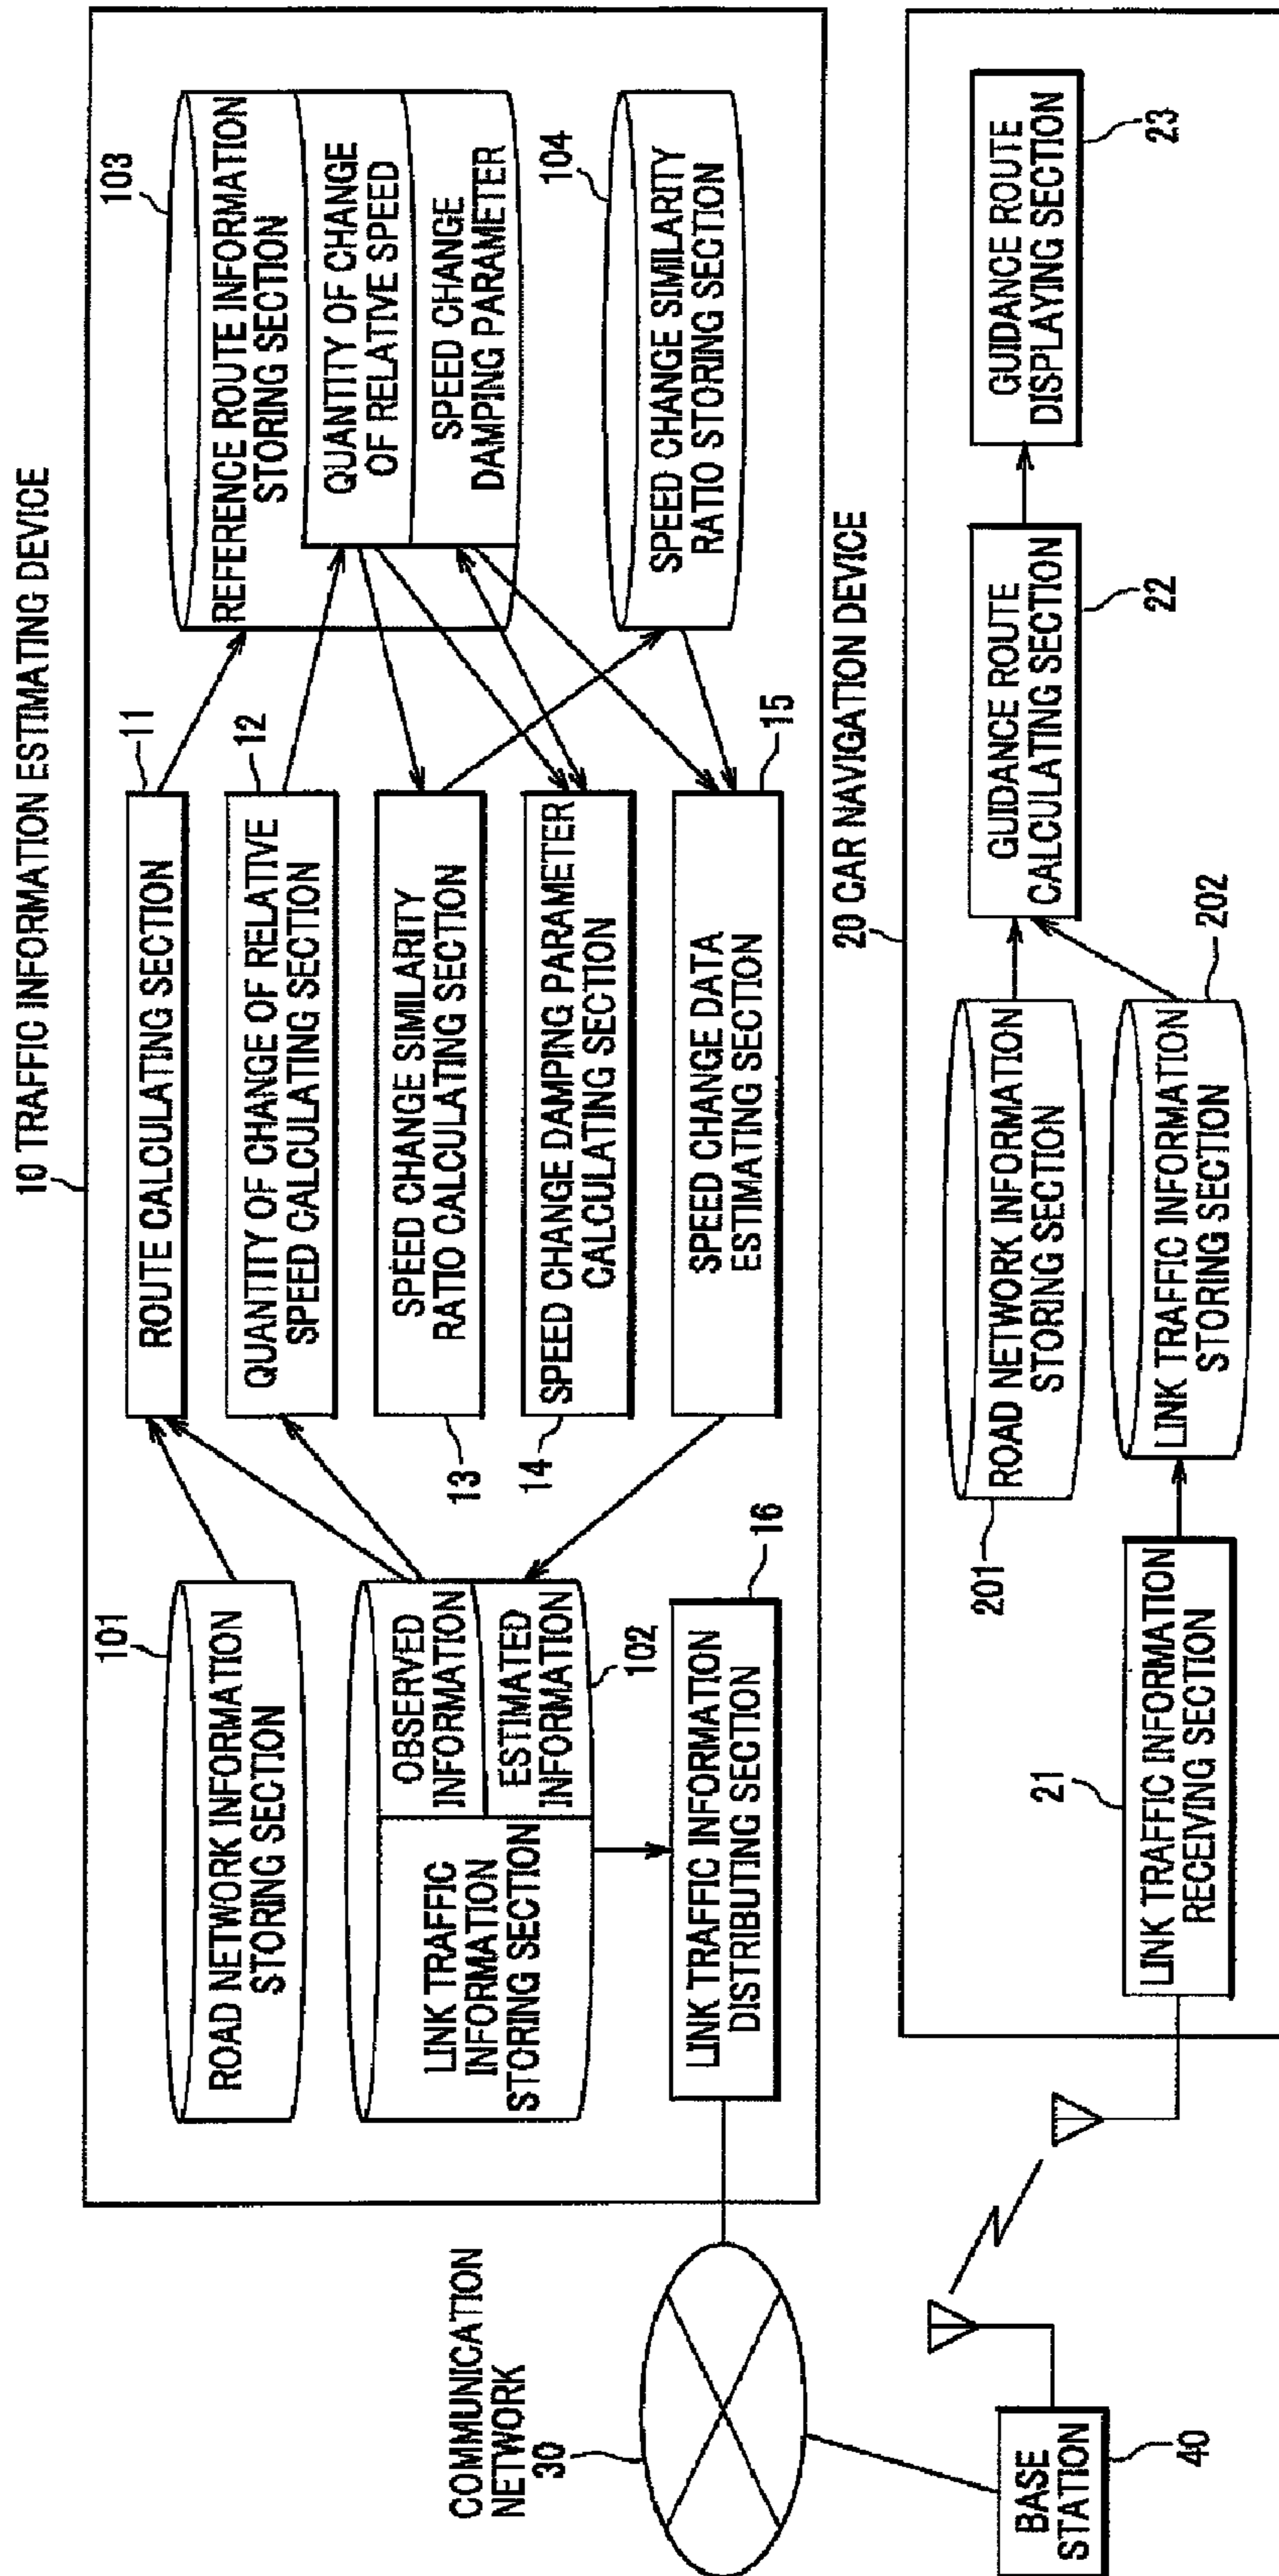 10 TRAFFIC INFORMATION ESTIMATING DEVICE
101
ROAD NETWORK INFORMATION
STORING SECTION
LINK TRAFFIC
INFORMATION
STORING SECTION
OBSERVED
INFORMATION
ESTIMATED
INFORMATION
102
LINK TRAFFIC INFORMATION
DISTRIBUTING SECTION
16
11
ROUTE CALCULATING SECTION
12
QUANTITY OF CHANGE OF RELATIVE
SPEED CALCULATING SECTION
SPEED CHANGE SIMILARITY
RATIO CALCULATING SECTION
13
SPEED CHANGE DAMPING PARAMETER
CALCULATING SECTION
14
SPEED CHANGE DATA
ESTIMATING SECTION
15
103
REFERENCE ROUTE INFORMATION
STORING SECTION
QUANTITY OF CHANGE
OF RELATIVE SPEED
SPEED CHANGE
DAMPING PARAMETER
104
SPEED CHANGE SIMILARITY
RATIO STORING SECTION
COMMUNICATION
NETWORK
30
BASE
STATION
40
20 CAR NAVIGATION DEVICE
21
LINK TRAFFIC INFORMATION
RECEIVING SECTION
201
ROAD NETWORK INFORMATION
STORING SECTION
202
LINK TRAFFIC INFORMATION
STORING SECTION
GUIDANCE ROUTE
CALCULATING SECTION
22
GUIDANCE ROUTE
DISPLAYING SECTION
23